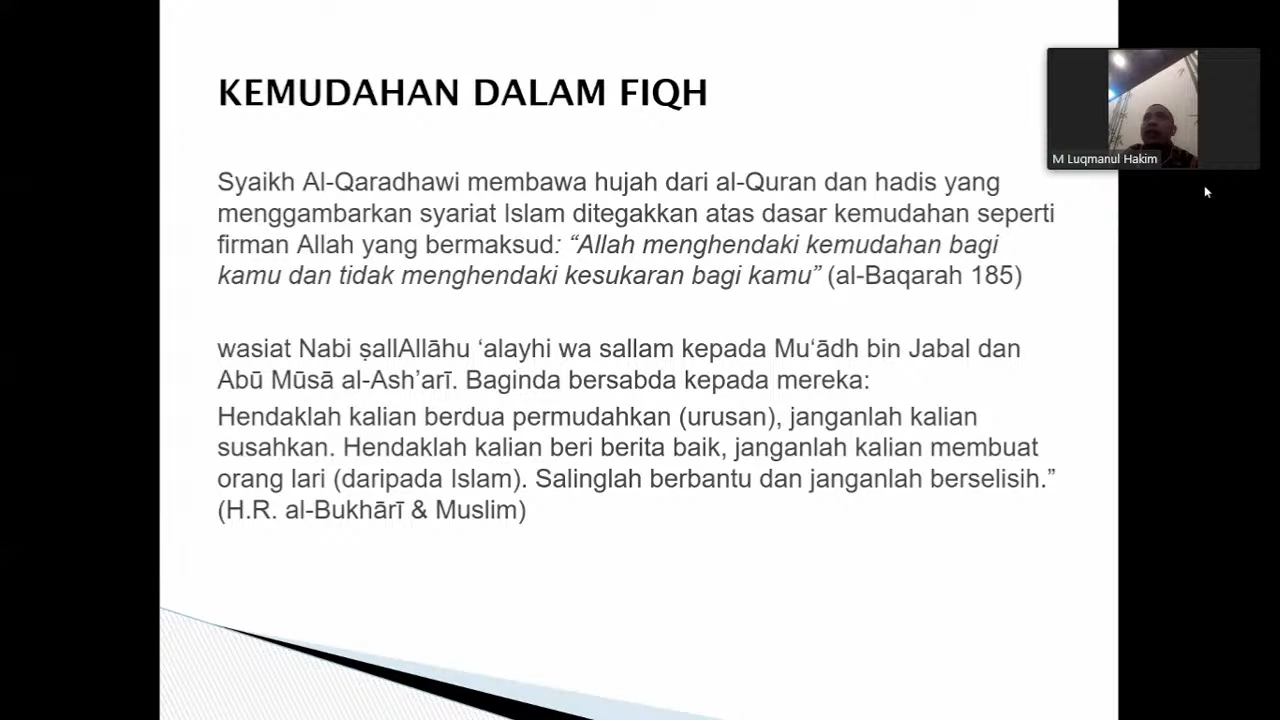 KEMUDAHAN DALAM FIQH
Syaikh Al-Qaradhawi membawa hujah dari al-Quran dan hadis yang
menggambarkan syariat Islam ditegakkan atas dasar kemudahan seperti
firman Allah yang bermaksud: “Allah menghendaki kemudahan bagi
kamu dan tidak menghendaki kesukaran bagi kamu” (al-Baqarah 185)
wasiat Nabi ṣallAllāhu ‘alayhi wa sallam kepada Mu‘ādh bin Jabal dan
Abū Mūsā al-Ash’arī. Baginda bersabda kepada mereka:
Hendaklah kalian berdua permudahkan (urusan), janganlah kalian
susahkan. Hendaklah kalian beri berita baik, janganlah kalian membuat
orang lari (daripada Islam). Salinglah berbantu dan janganlah berselisih.”
(H.R. al-Bukhārī & Muslim)
M Luqmanul Hakim